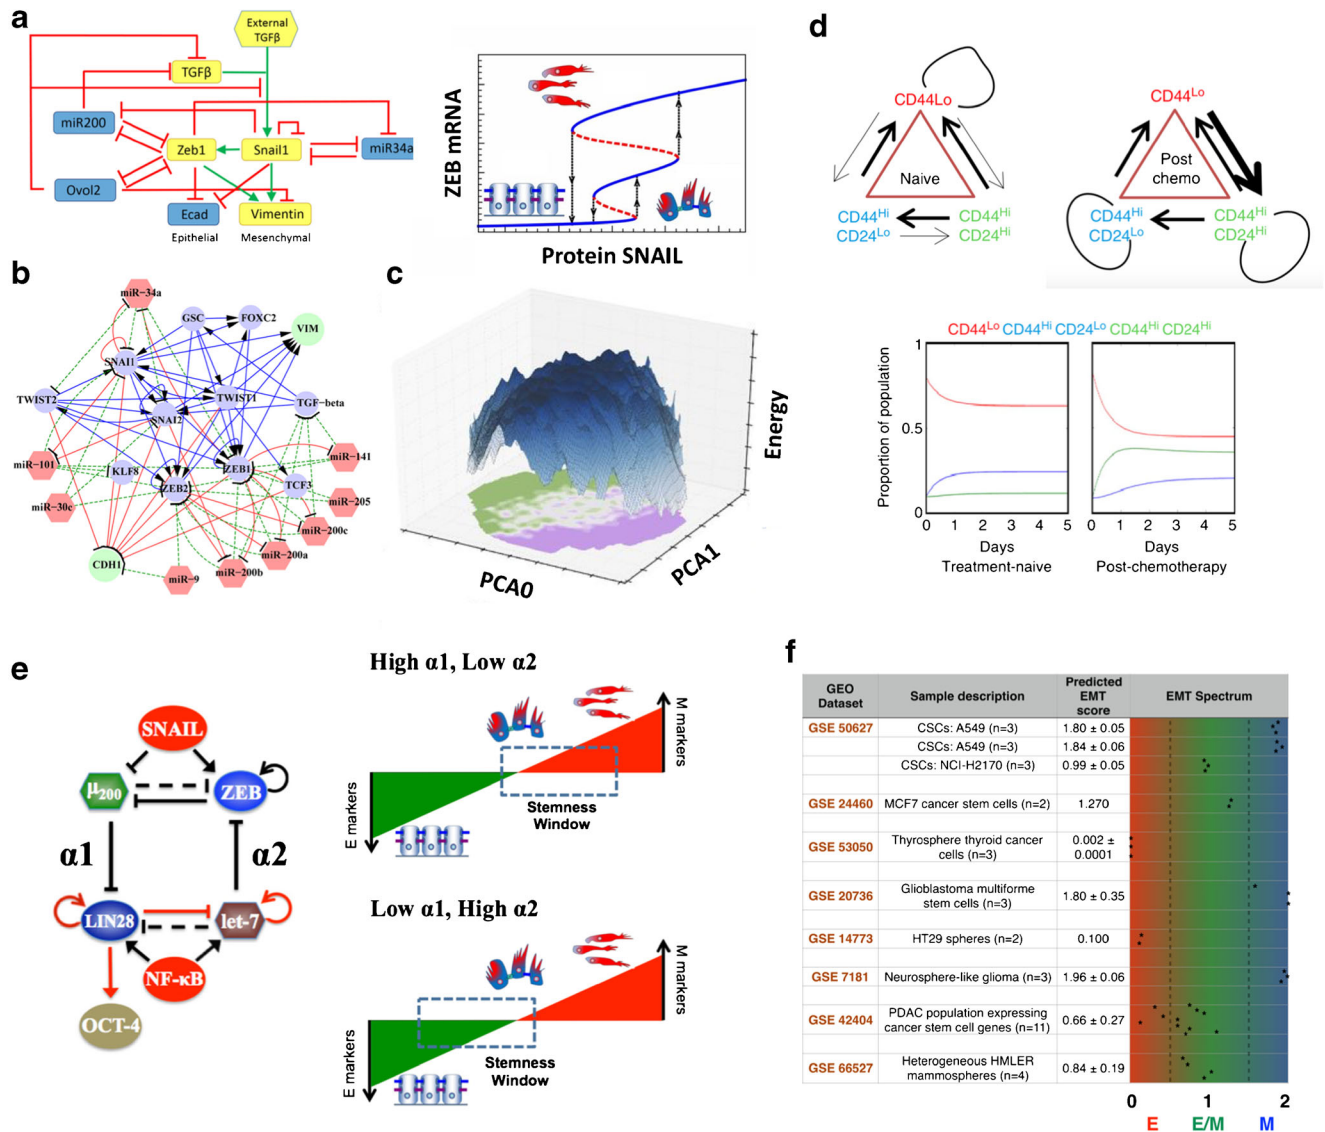 a
External
TGFβ
TGFβ
miR200
Zeb1
Snail1
miR34a
Ovol2
Ecad
Vimentin
Epithelial
Mesenchymal
ZEB mRNA
Protein SNAIL
b
miR-34a
GSC
FOXC2
VIM
SNAI1
TWIST2
TWIST1
TGF-beta
SNAI2
miR-101
KLF8
ZEB1
miR-141
ZEB2
TCF3
miR-205
miR-30c
miR-200c
miR-200a
CDH1
miR-9
miR-200b
c
Energy
PCA0
PCA1
d
CD44Lo
Naive
CD44Hi
CD24Lo
CD44Hi
CD24Hi
CD44Lo
Post
chemo
CD44Hi
CD24Lo
CD44Hi
CD24Hi
CD44Lo CD44Hi CD24Lo CD44Hi CD24Hi
Proportion of population
1
0.5
0
0 1 2 3 4 5
Days
Treatment-naive
0 1 2 3 4 5
Days
Post-chemotherapy
e
SNAIL
μ200
ZEB
α1
α2
LIN28
let-7
NF-κB
OCT-4
High α1, Low α2
E markers
M markers
Stemness
Window
Low α1, High α2
E markers
M markers
Stemness
Window
f
GEO
Dataset
Sample description
Predicted
EMT
score
EMT Spectrum
GSE 50627 CSCs: A549 (n=3) 1.80 ± 0.05
CSCs: A549 (n=3) 1.84 ± 0.06
CSCs: NCI-H2170 (n=3) 0.99 ± 0.05
GSE 24460 MCF7 cancer stem cells (n=2) 1.270
GSE 53050 Thyrosphere thyroid cancer
cells (n=3) 0.002 ±
0.0001
GSE 20736 Glioblastoma multiforme
stem cells (n=3) 1.80 ± 0.35
GSE 14773 HT29 spheres (n=2) 0.100
GSE 7181 Neurosphere-like glioma (n=3) 1.96 ± 0.06
GSE 42404 PDAC population expressing
cancer stem cell genes (n=11) 0.66 ± 0.27
GSE 66527 Heterogeneous HMLER
mammospheres (n=4) 0.84 ± 0.19
0 1 2
E E/M M